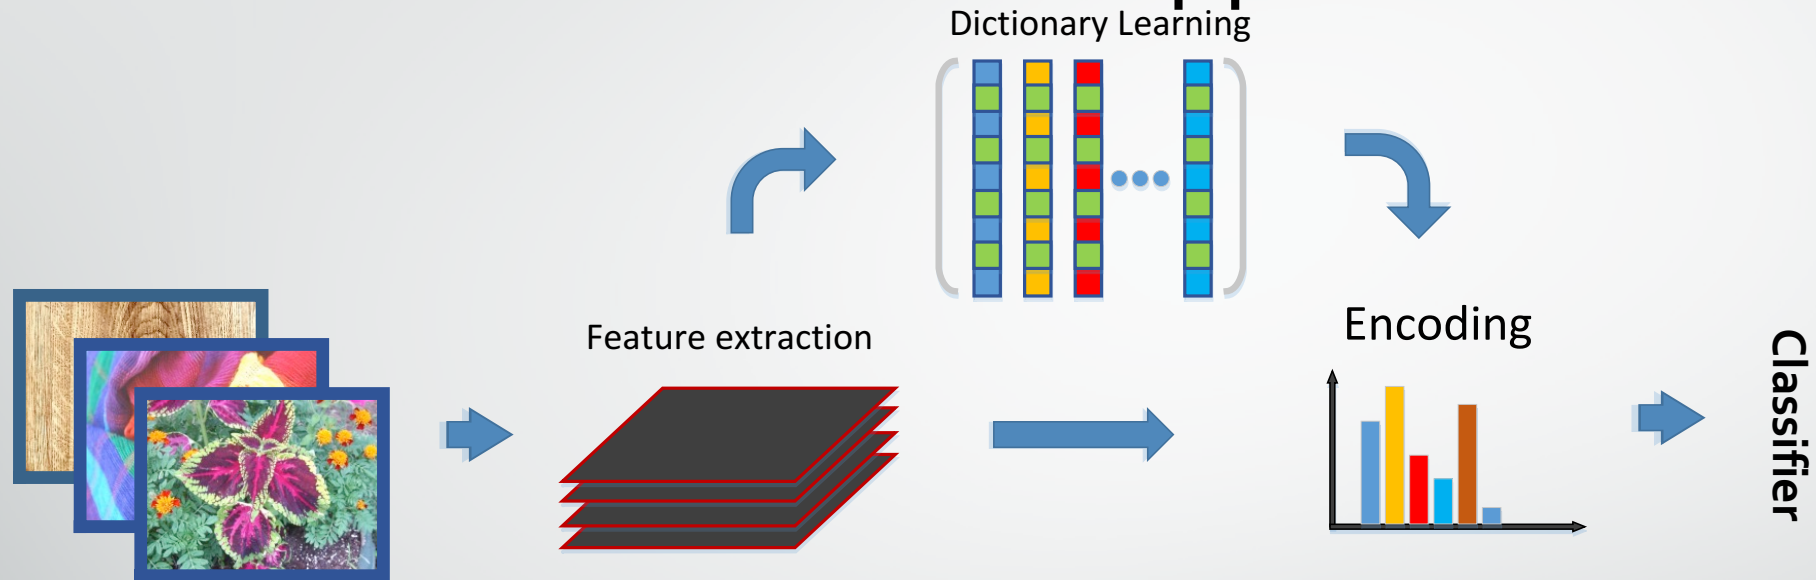 Dictionary Learning
Feature extraction
Encoding
Classifier